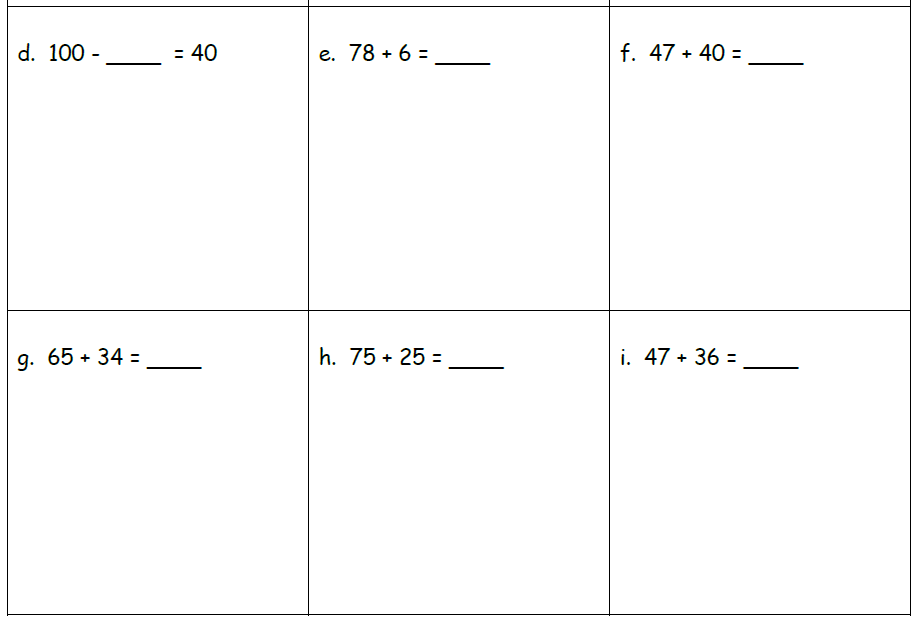 d. 100 - _____ = 40
e. 78 + 6 = _____
f. 47 + 40 = _____
g. 65 + 34 = _____
h. 75 + 25 = _____
i. 47 + 36 = _____